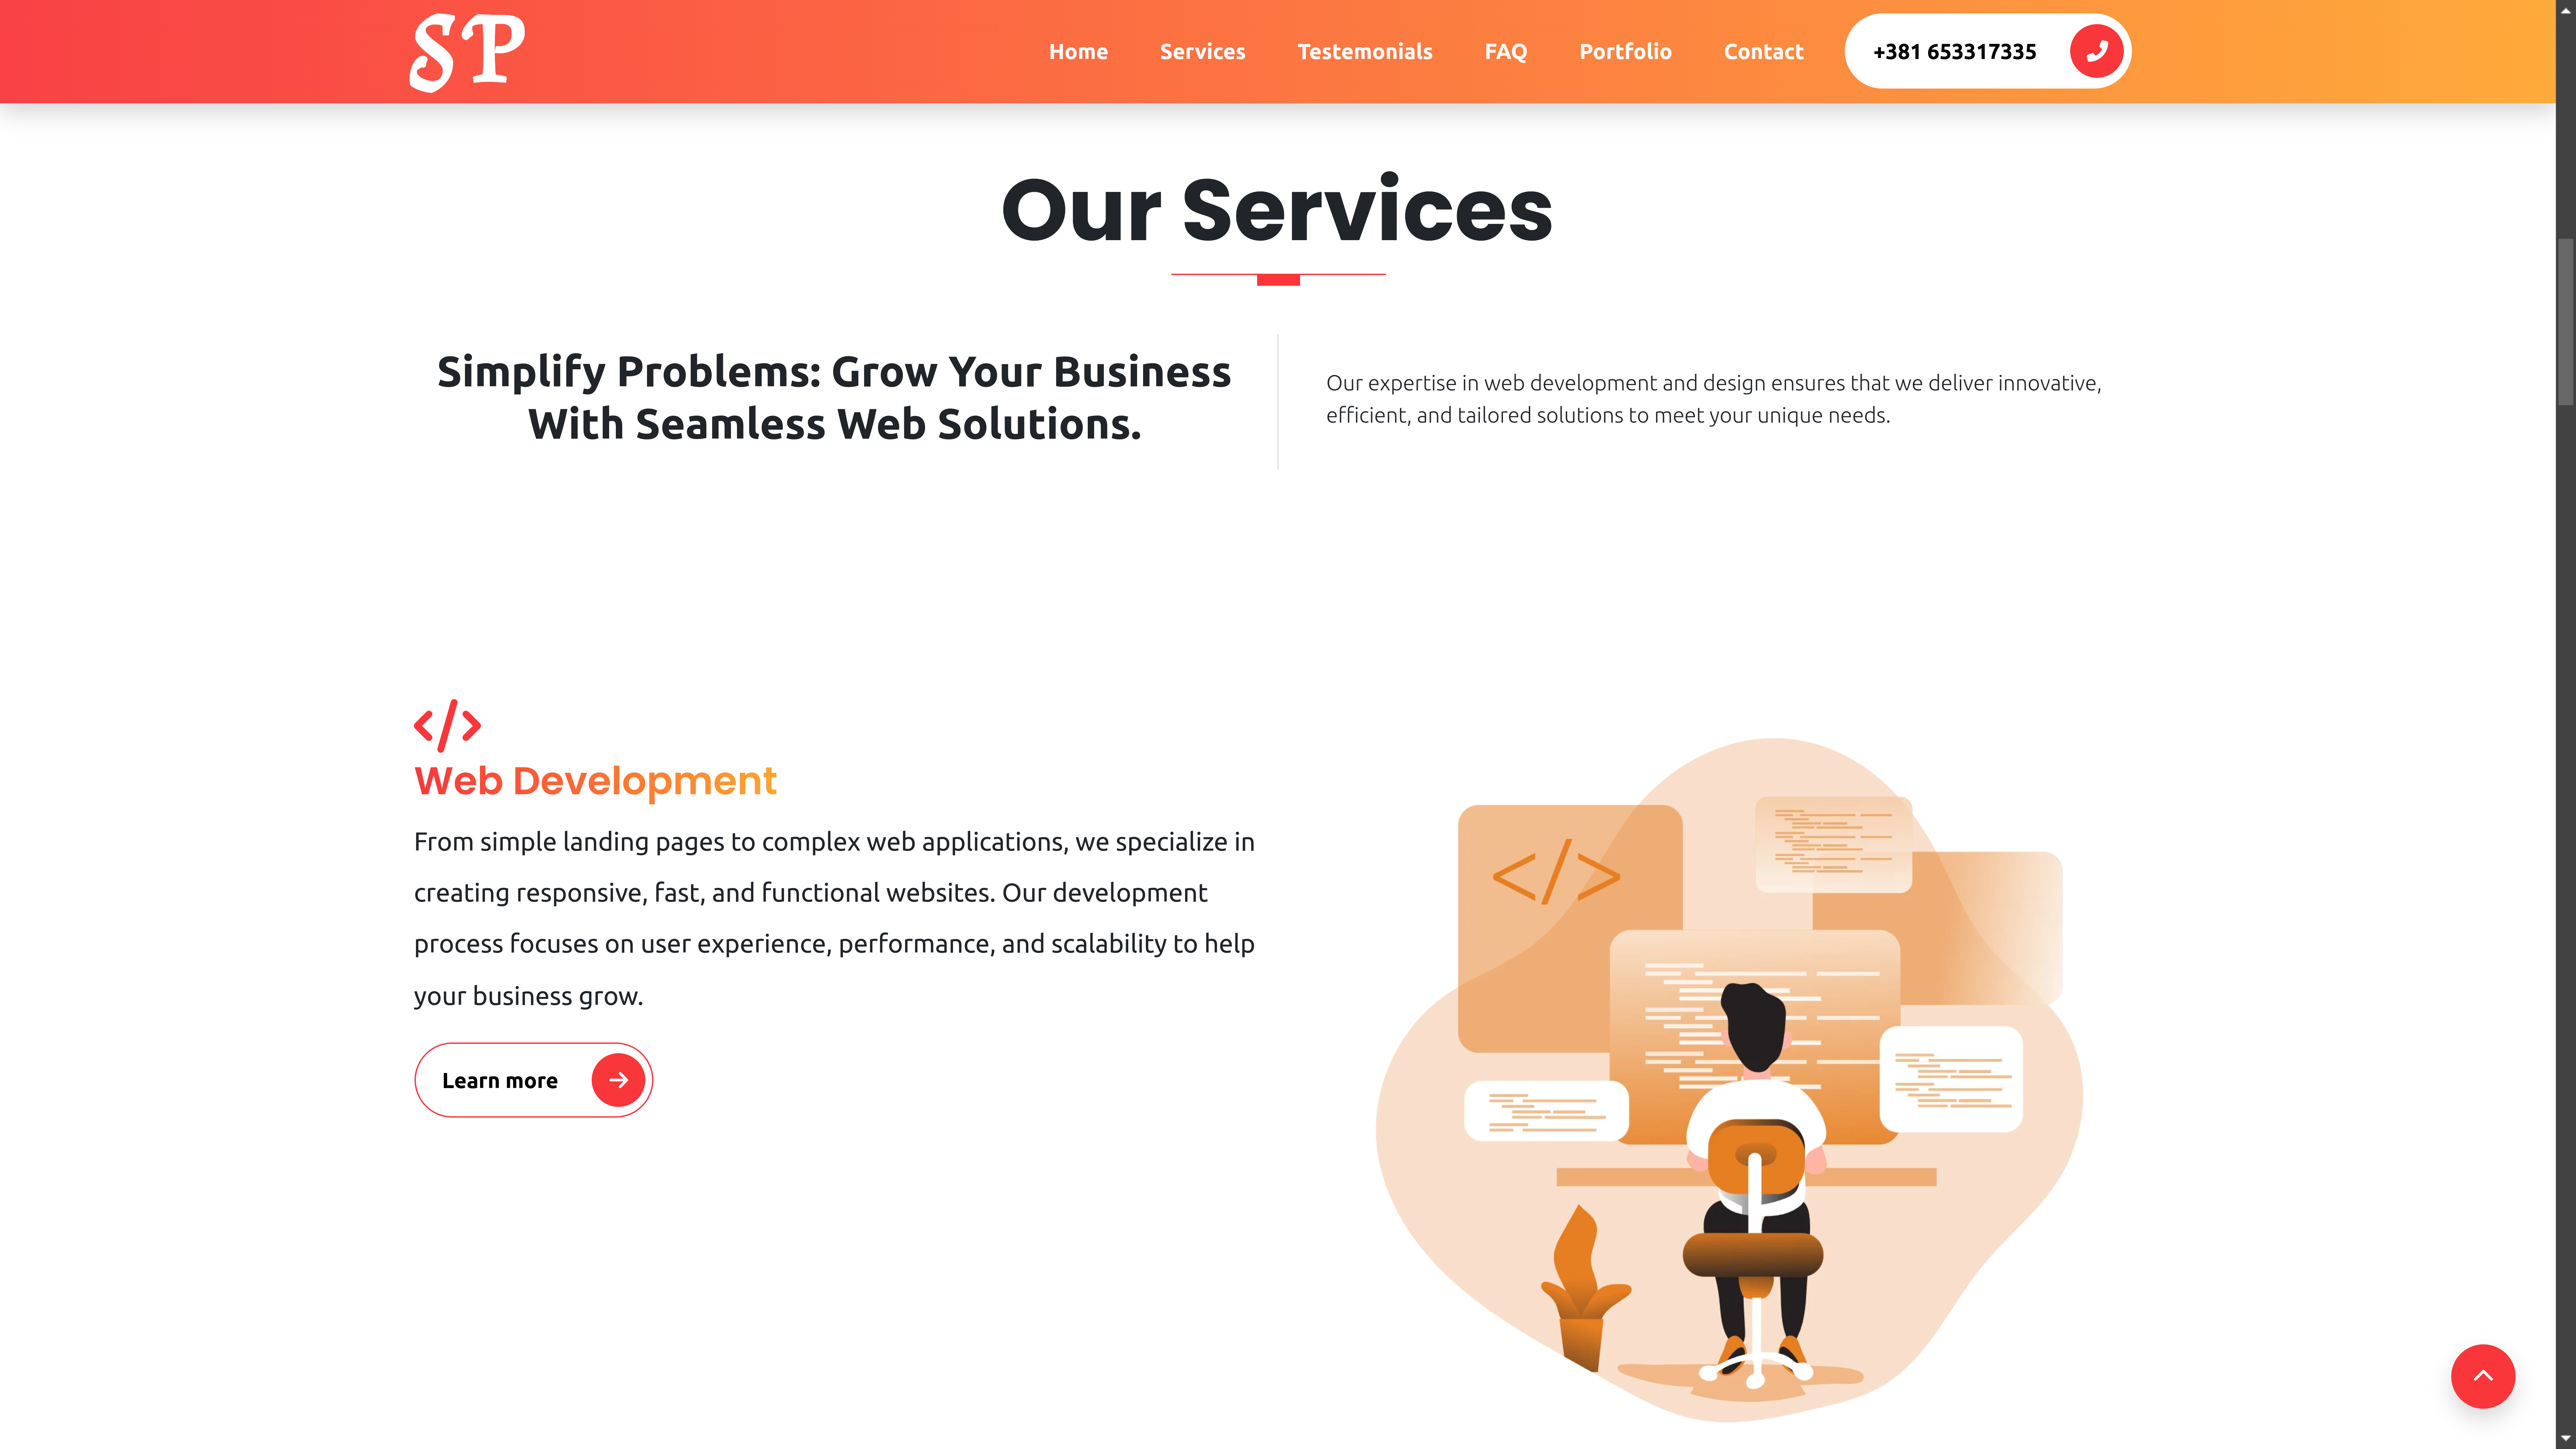 SP
Home Services Testemonials FAQ Portfolio Contact +381 653317335
Our Services
Simplify Problems: Grow Your Business
With Seamless Web Solutions.
Our expertise in web development and design ensures that we deliver innovative,
efficient, and tailored solutions to meet your unique needs.
</>
Web Development
From simple landing pages to complex web applications, we specialize in
creating responsive, fast, and functional websites. Our development
process focuses on user experience, performance, and scalability to help
your business grow.
Learn more
</>